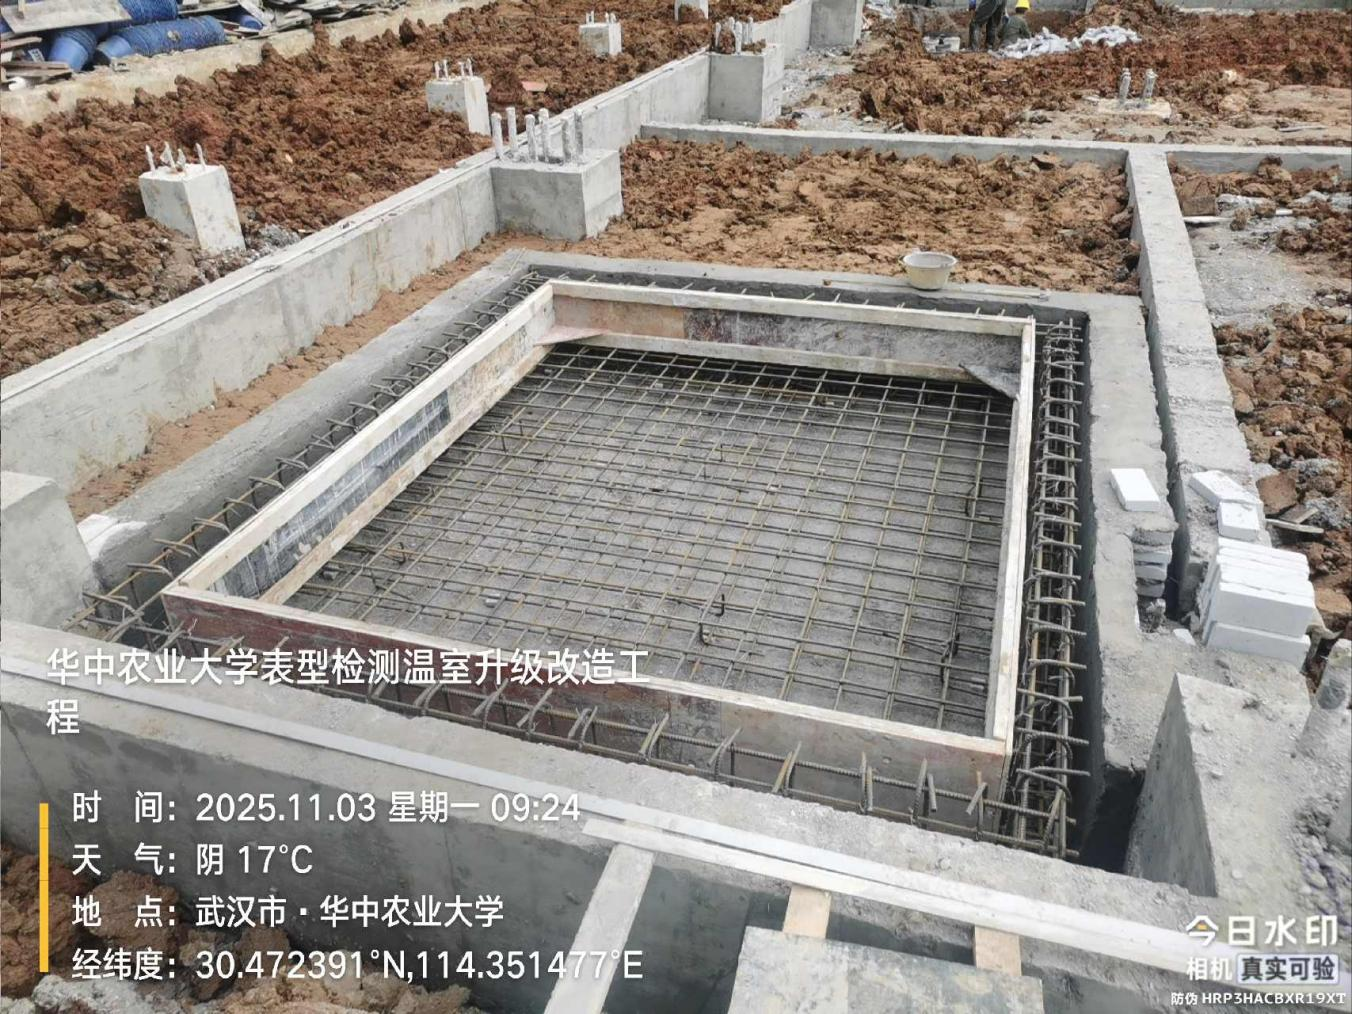 华中农业大学表型检测温室升级改造工
程
时 间：2025.11.03 星期一 09:24
天 气：阴 17°C
地 点：武汉市·华中农业大学
经纬度：30.472391°N,114.351477°E
今日水印
相机 真实可验
防伪 HRP3HACBXR19XT